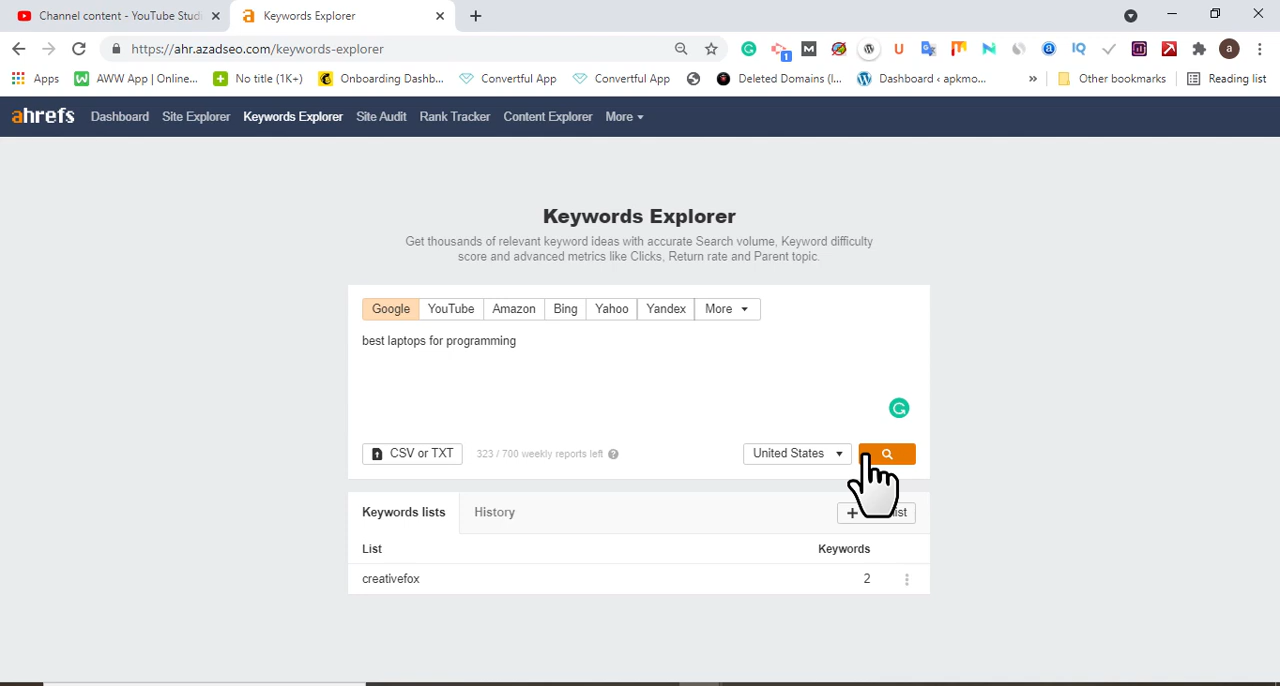 Channel content - YouTube Stud
Keywords Explorer
https://ahr.azadseo.com/keywords-explorer
Apps
AWW App | Online...
No title (1K+)
Onboarding Dashb...
Convertful App
Convertful App
Deleted Domains (l...
Dashboard ‹ apkmo...
»
Other bookmarks
Reading list
ahrefs
Dashboard
Site Explorer
Keywords Explorer
Site Audit
Rank Tracker
Content Explorer
More
Keywords Explorer
Get thousands of relevant keyword ideas with accurate Search volume, Keyword difficulty
score and advanced metrics like Clicks, Return rate and Parent topic.
Google
YouTube
Amazon
Bing
Yahoo
Yandex
More
best laptops for programming
CSV or TXT
323 / 700 weekly reports left
United States
Keywords lists
History
+ list
List
Keywords
creativefox
2